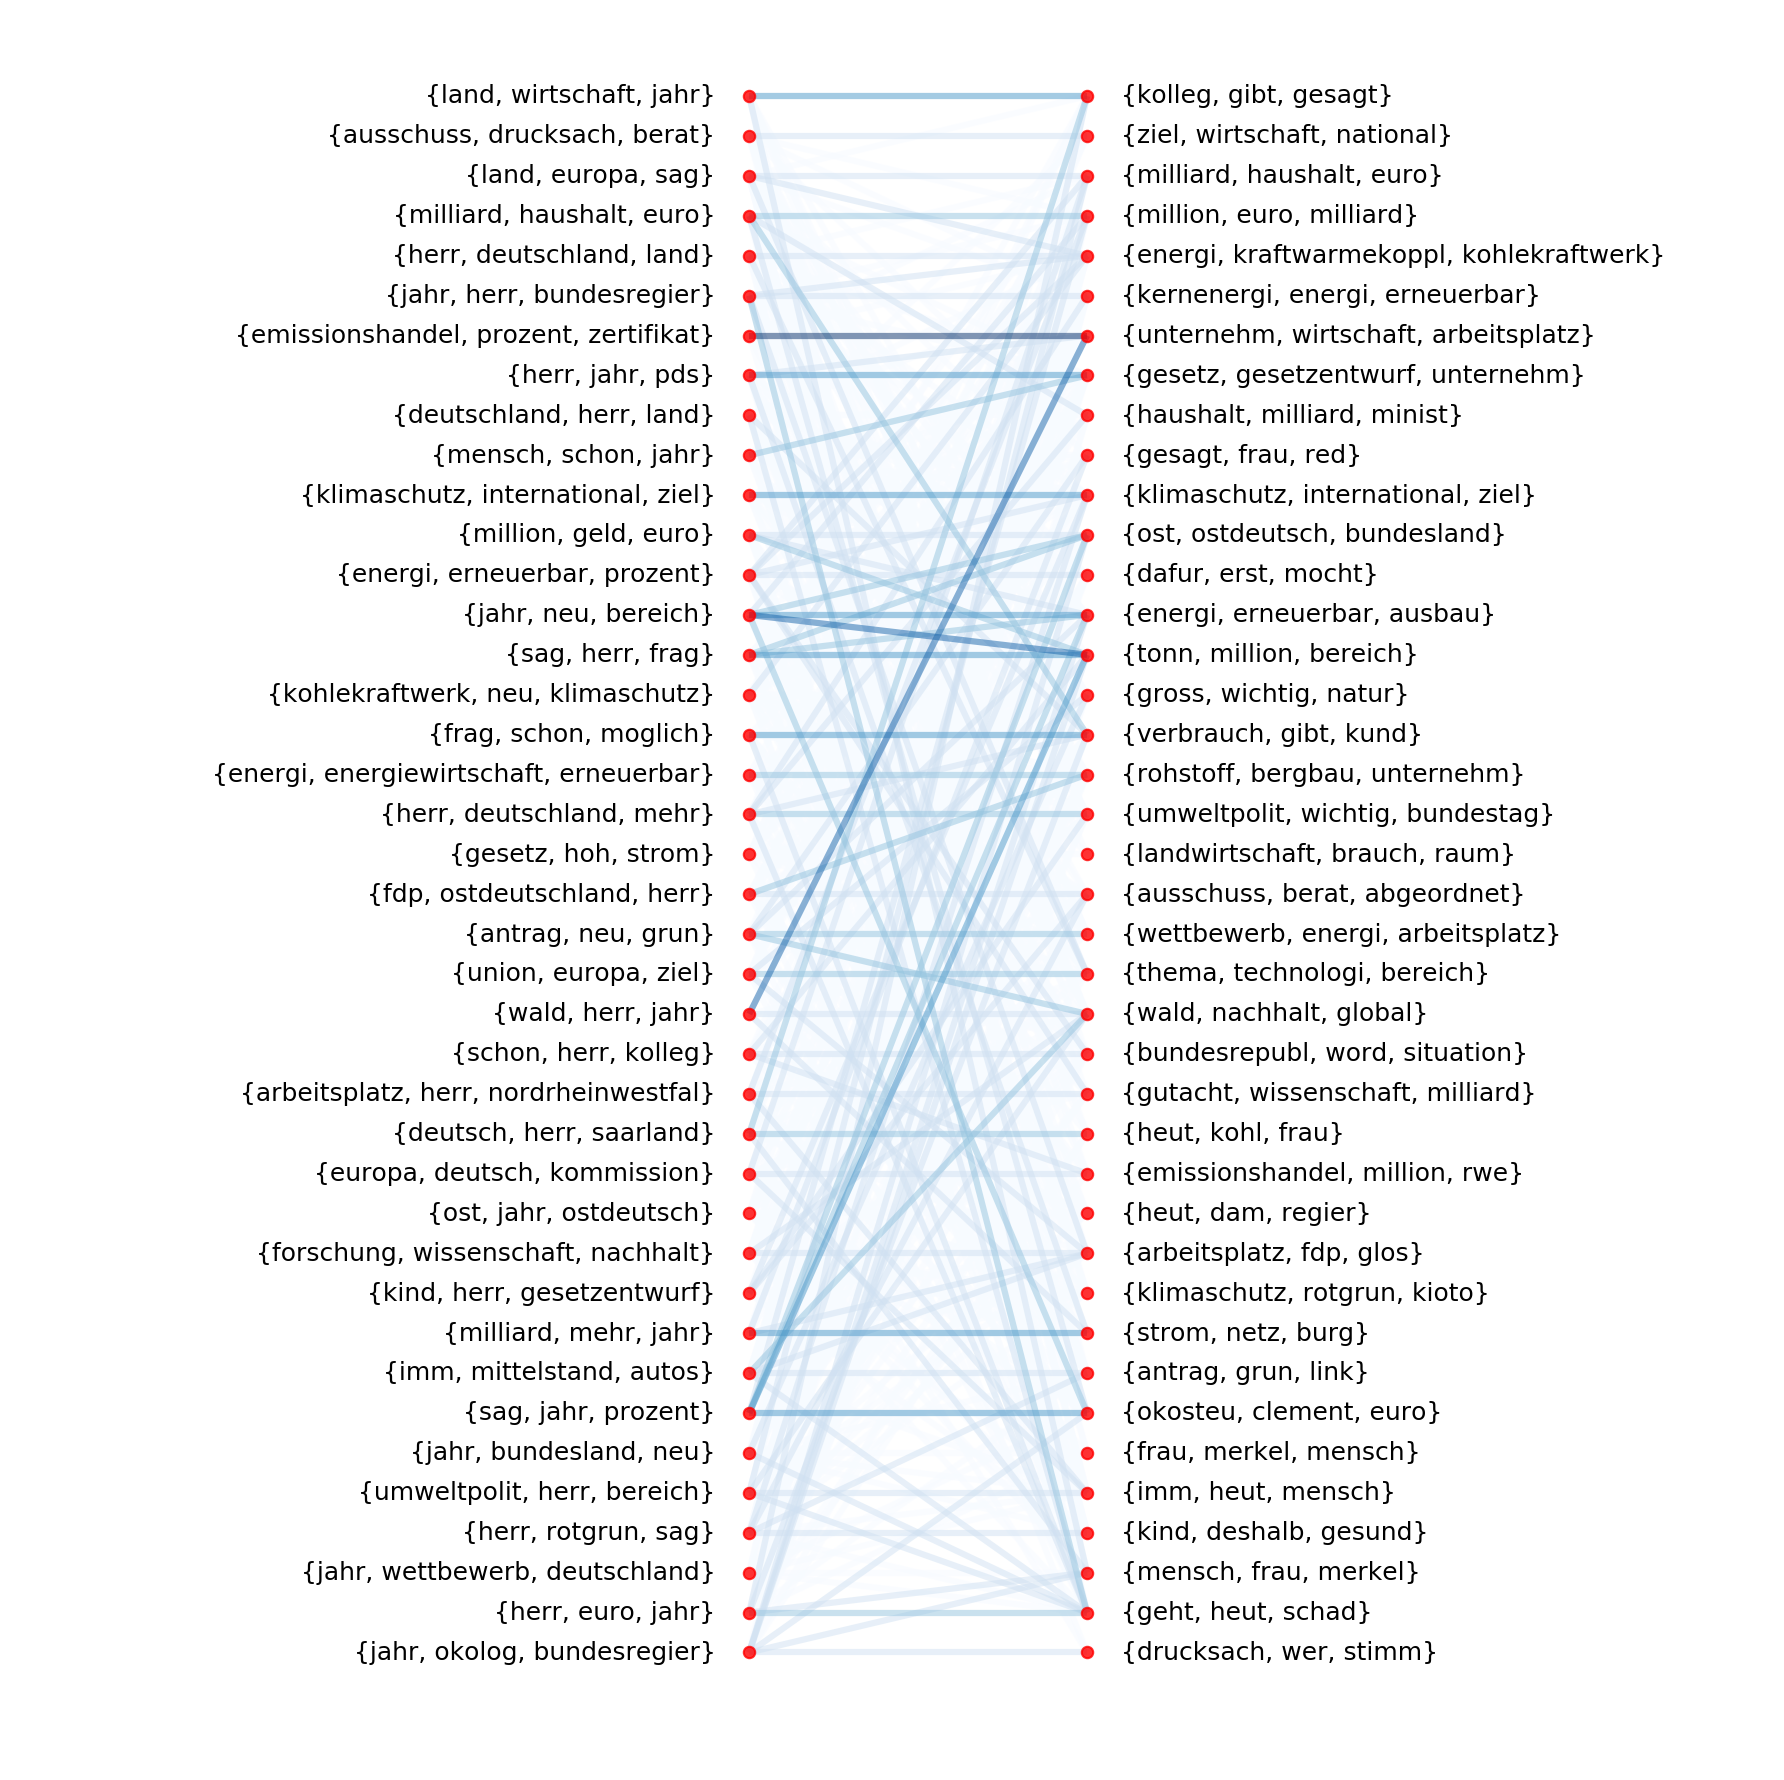 {land, wirtschaft, jahr} {kolleg, gibt, gesagt}
{ausschuss, drucksach, berat} {ziel, wirtschaft, national}
{land, europa, sag} {milliard, haushalt, euro}
{milliard, haushalt, euro} {million, euro, milliard}
{herr, deutschland, land} {energi, kraftwarmekoppl, kohlekraftwerk}
{jahr, herr, bundesregier} {kernenergi, energi, erneuerbar}
{emissionshandel, prozent, zertifikat} {unternehm, wirtschaft, arbeitsplatz}
{herr, jahr, pds} {gesetz, gesetzentwurf, unternehm}
{deutschland, herr, land} {haushalt, milliard, minist}
{mensch, schon, jahr} {gesagt, frau, red}
{klimaschutz, international, ziel} {klimaschutz, international, ziel}
{million, geld, euro} {ost, ostdeutsch, bundesland}
{energi, erneuerbar, prozent} {dafur, erst, mocht}
{jahr, neu, bereich} {energi, erneuerbar, ausbau}
{sag, herr, frag} {tonn, million, bereich}
{kohlekraftwerk, neu, klimaschutz} {gross, wichtig, natur}
{frag, schon, moglich} {verbrauch, gibt, kund}
{energi, energiewirtschaft, erneuerbar} {rohstoff, bergbau, unternehm}
{herr, deutschland, mehr} {umweltpolit, wichtig, bundestag}
{gesetz, hoh, strom} {landwirtschaft, brauch, raum}
{fdp, ostdeutschland, herr} {ausschuss, berat, abgeordnet}
{antrag, neu, grun} {wettbewerb, energi, arbeitsplatz}
{union, europa, ziel} {thema, technologi, bereich}
{wald, herr, jahr} {wald, nachhalt, global}
{schon, herr, kolleg} {bundesrepubl, word, situation}
{arbeitsplatz, herr, nordrheinwestfal} {gutacht, wissenschaft, milliard}
{deutsch, herr, saarland} {heut, kohl, frau}
{europa, deutsch, kommission} {emissionshandel, million, rwe}
{ost, jahr, ostdeutsch} {heut, dam, regier}
{forschung, wissenschaft, nachhalt} {arbeitsplatz, fdp, glos}
{kind, herr, gesetzentwurf} {klimaschutz, rotgrun, kioto}
{milliard, mehr, jahr} {strom, netz, burg}
{imm, mittelstand, autos} {antrag, grun, link}
{sag, jahr, prozent} {okosteu, clement, euro}
{jahr, bundesland, neu} {frau, merkel, mensch}
{umweltpolit, herr, bereich} {imm, heut, mensch}
{herr, rotgrun, sag} {kind, deshalb, gesund}
{jahr, wettbewerb, deutschland} {mensch, frau, merkel}
{herr, euro, jahr} {geht, heut, schad}
{jahr, okolog, bundesregier} {drucksach, wer, stimm}